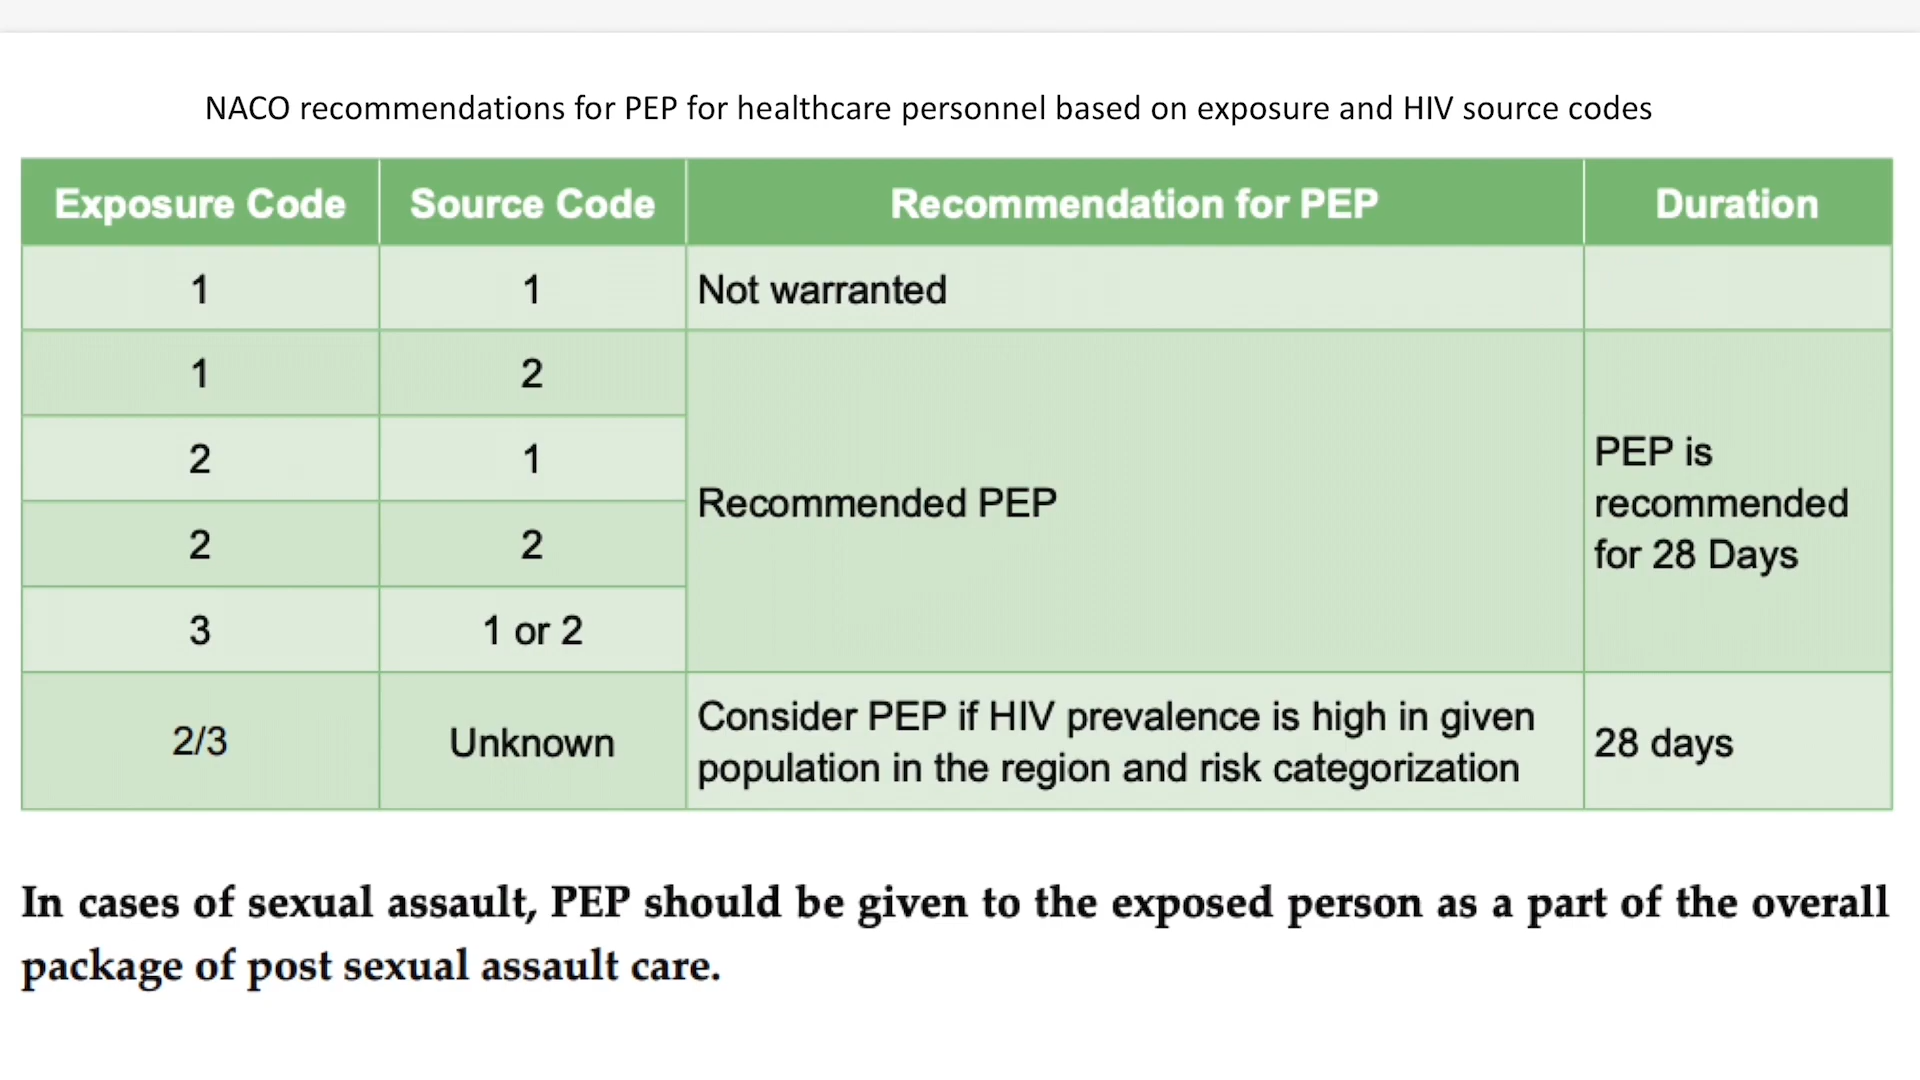 NACO recommendations for PEP for healthcare personnel based on exposure and HIV source codes
Exposure Code Source Code Recommendation for PEP Duration
1 1 Not warranted
1 2
2 1
2 2
3 1 or 2
Recommended PEP
PEP is
recommended
for 28 Days
2/3 Unknown
Consider PEP if HIV prevalence is high in given
population in the region and risk categorization
28 days
In cases of sexual assault, PEP should be given to the exposed person as a part of the overall
package of post sexual assault care.